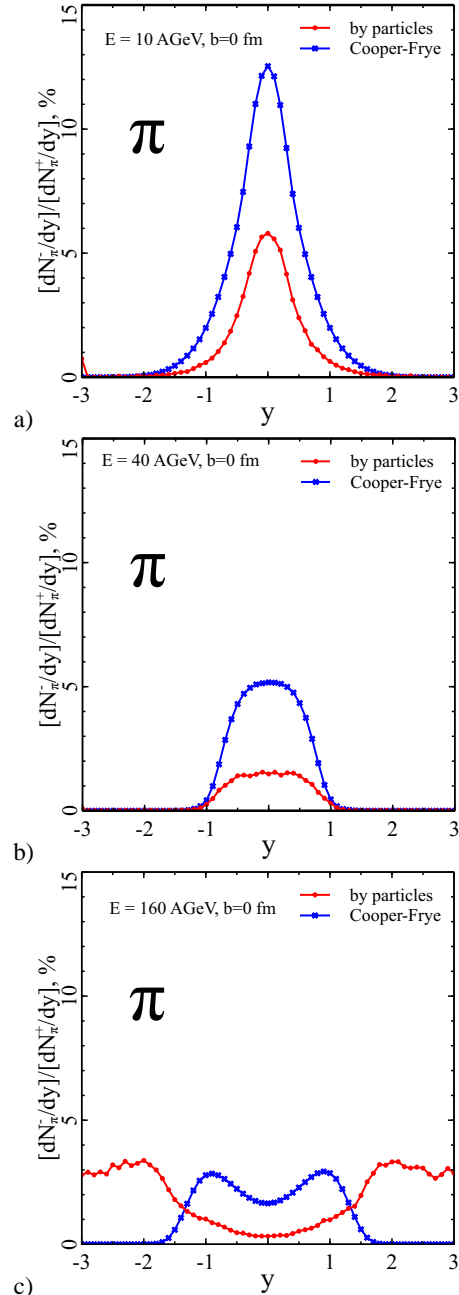 E = 10 AGeV, b=0 fm
by particles
Cooper-Frye
π
[dN⁻π/dy]/[dN⁺π/dy], %
15
10
5
0
-3 -2 -1 0 1 2 3
y
a)
E = 40 AGeV, b=0 fm
by particles
Cooper-Frye
π
[dN⁻π/dy]/[dN⁺π/dy], %
15
10
5
0
-3 -2 -1 0 1 2 3
y
b)
E = 160 AGeV, b=0 fm
by particles
Cooper-Frye
π
[dN⁻π/dy]/[dN⁺π/dy], %
15
10
5
0
-3 -2 -1 0 1 2 3
y
c)